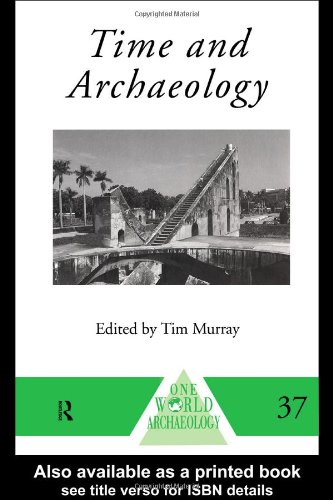 Time and
Archaeology
Edited by Tim Murray
ONE
WORLD
ARCHAEOLOGY
R
ROUTLEDGE
37
Also available as a printed book
see title verso for ISBN details